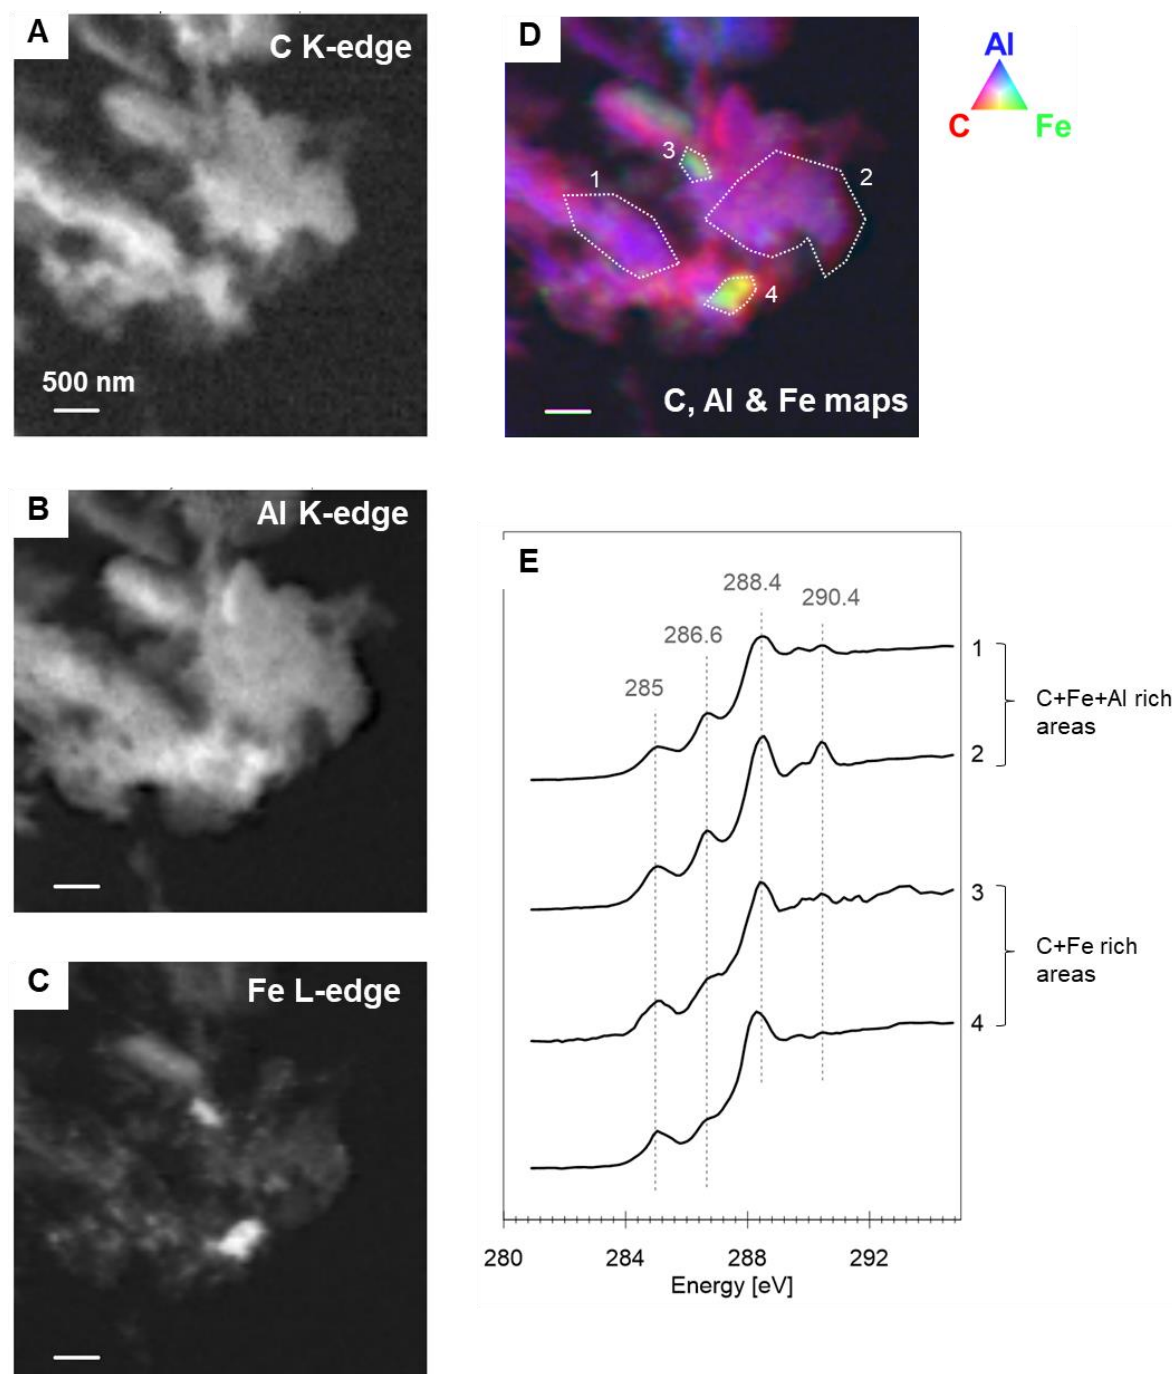 A
C K-edge
500 nm
B
Al K-edge
C
Fe L-edge
D
1
2
3
4
C, Al & Fe maps
Al
C
Fe
E
285
286.6
288.4
290.4
1
2
3
4
C+Fe+Al rich
areas
C+Fe rich
areas
280
284
288
292
Energy [eV]